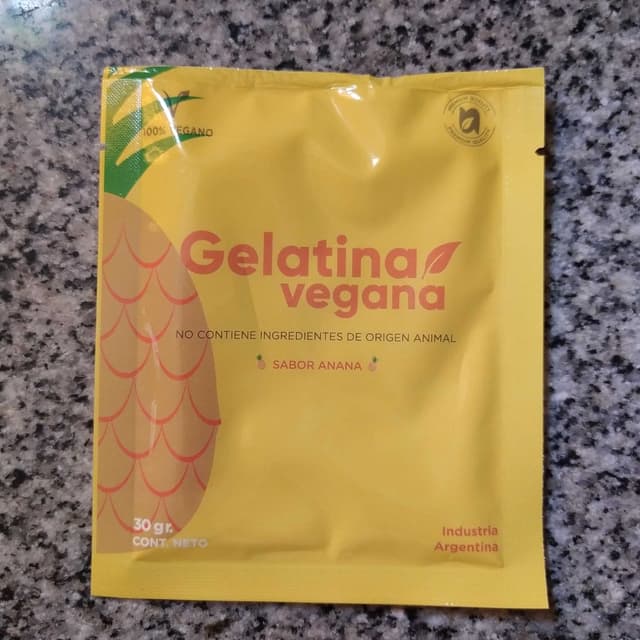 100% VEGANO
Gelatina
vegana
NO CONTIENE INGREDIENTES DE ORIGEN ANIMAL
SABOR ANANA
30 gr.
CONT. NETO
Industria
Argentina